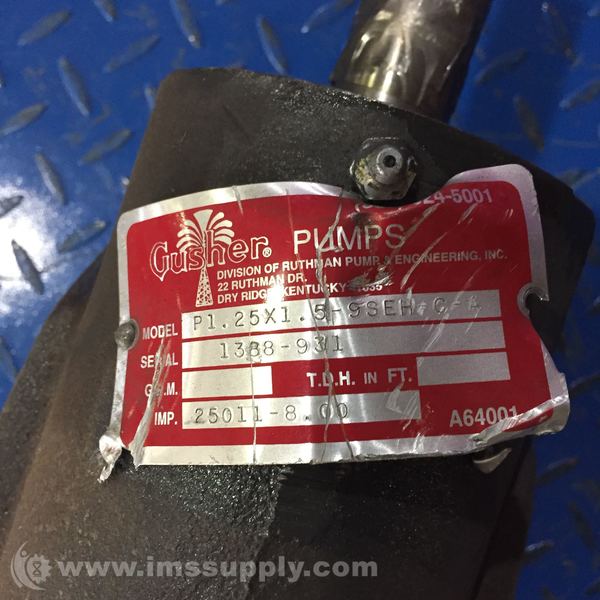 24-5001
Gusher® PUMPS
DIVISION OF RUTHMAN PUMP & ENGINEERING, INC.
22 RUTHMAN DR.
DRY RIDGE, KENTUCKY 41035
MODEL P1.25X1.5-9SEH-C-A
SERIAL 1388-931
G.P.M. T.D.H. IN FT.
IMP. 25011-8.00 A64001
www.imssupply.com